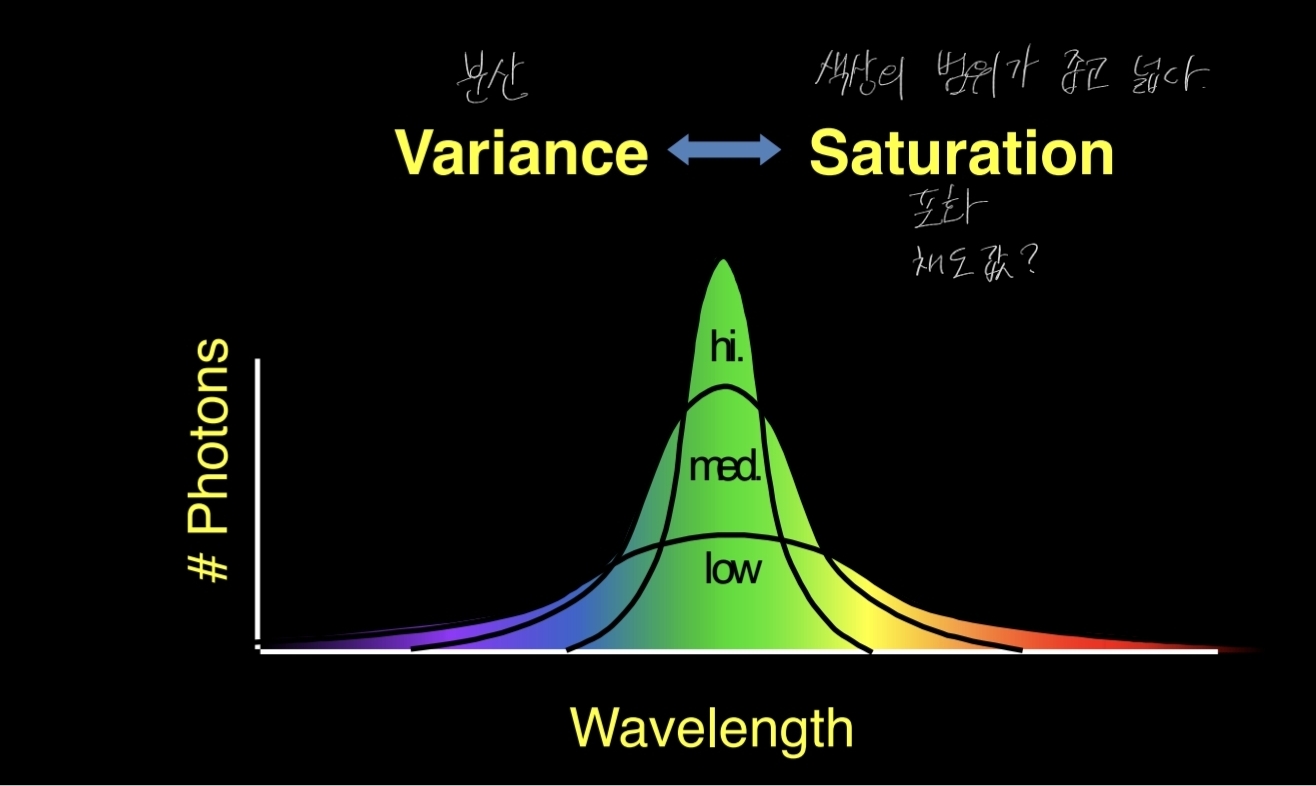 분산
색상의 범위가 좁고 넓다.
Variance
Saturation
포화
채도 값?
hi.
med.
low
# Photons
Wavelength